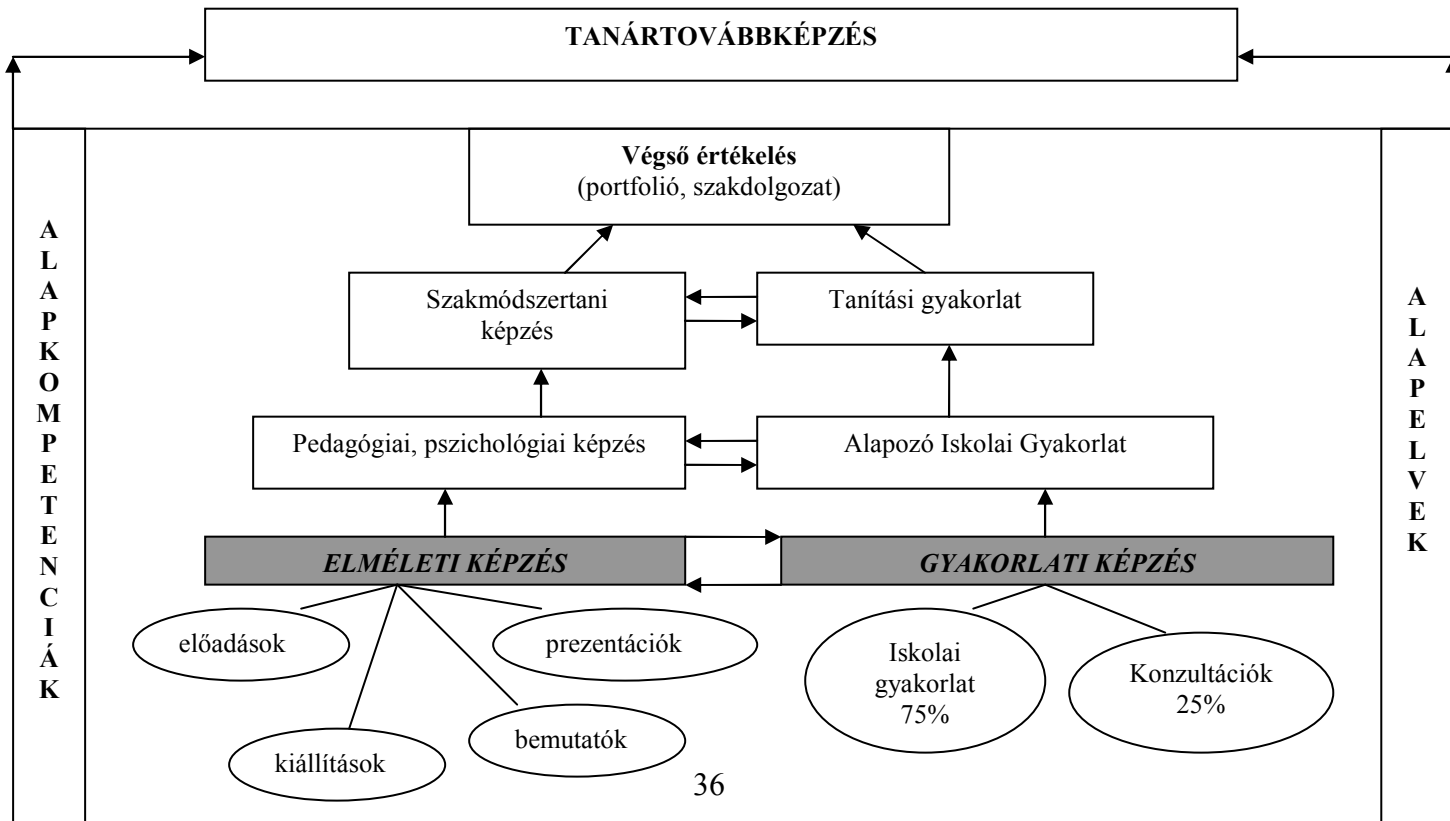 TANÁRTOVÁBBKÉPZÉS
Végső értékelés
(portfolió, szakdolgozat)
A
L
A
P
K
O
M
P
E
T
E
N
C
I
Á
K
Szakmódszertani
képzés
Tanítási gyakorlat
Pedagógiai, pszichológiai képzés
Alapozó Iskolai Gyakorlat
ELMÉLETI KÉPZÉS
GYAKORLATI KÉPZÉS
előadások
prezentációk
kiállítások
bemutatók
Iskolai
gyakorlat
75%
Konzultációk
25%
A
L
A
P
E
L
V
E
K
36